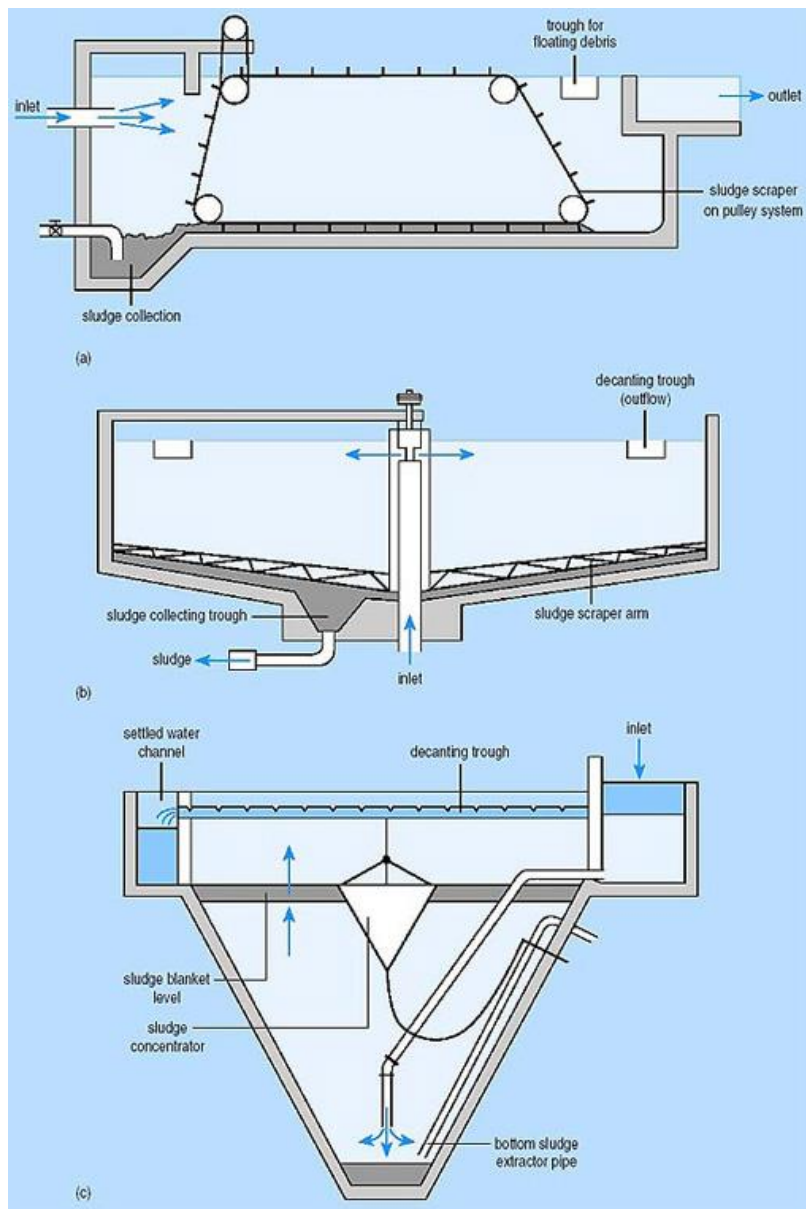 trough for
floating debris
inlet
outlet
sludge scraper
on pulley system
sludge collection
(a)
decanting trough
(outflow)
sludge collecting trough
sludge scraper arm
sludge
inlet
(b)
settled water
channel
decanting trough
inlet
sludge blanket
level
sludge
concentrator
bottom sludge
extractor pipe
(c)